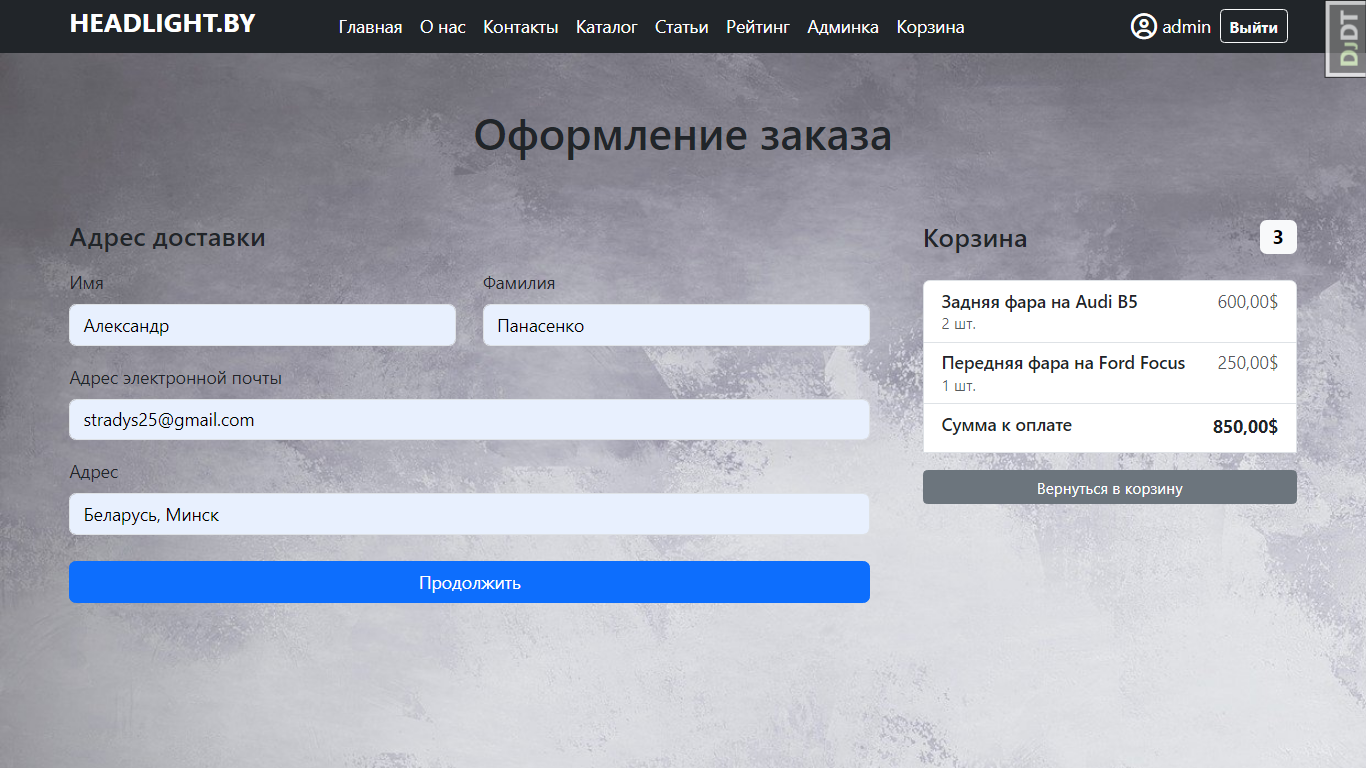 HEADLIGHT.BY
Главная О нас Контакты Каталог Статьи Рейтинг Админка Корзина
admin Выйти
DjDT
Оформление заказа
Адрес доставки
Имя
Александр
Фамилия
Панасенко
Адрес электронной почты
stradys25@gmail.com
Адрес
Беларусь, Минск
Продолжить
Корзина 3
Задняя фара на Audi B5 600,00$
2 шт.
Передняя фара на Ford Focus 250,00$
1 шт.
Сумма к оплате 850,00$
Вернуться в корзину